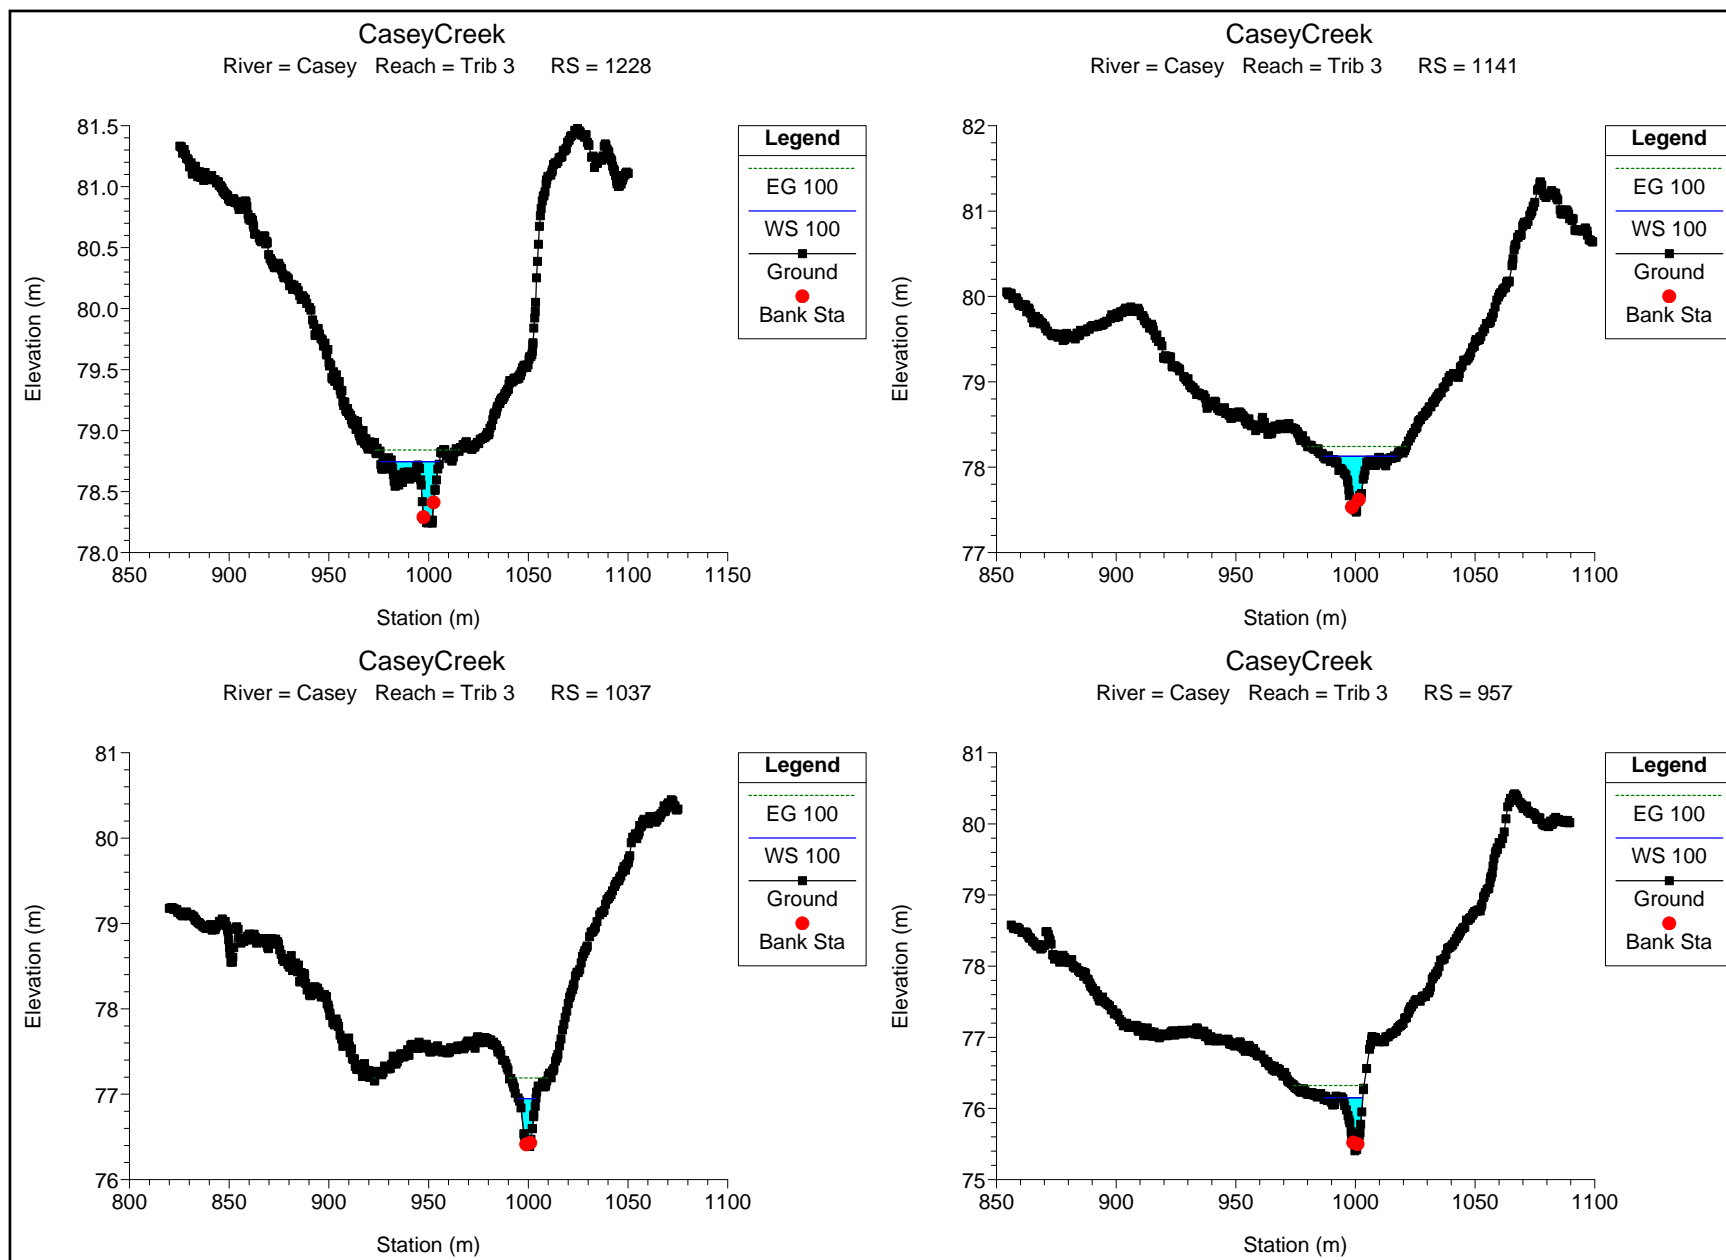 CaseyCreek
River = Casey   Reach = Trib 3      RS = 1228
81.5
81.0
80.5
80.0
79.5
79.0
78.5
78.0
850 900 950 1000 1050 1100 1150
Elevation (m)
Station (m)
Legend
EG 100
WS 100
Ground
Bank Sta
CaseyCreek
River = Casey   Reach = Trib 3      RS = 1141
82
81
80
79
78
77
850 900 950 1000 1050 1100
Elevation (m)
Station (m)
Legend
EG 100
WS 100
Ground
Bank Sta
CaseyCreek
River = Casey   Reach = Trib 3      RS = 1037
81
80
79
78
77
76
800 850 900 950 1000 1050 1100
Elevation (m)
Station (m)
Legend
EG 100
WS 100
Ground
Bank Sta
CaseyCreek
River = Casey   Reach = Trib 3      RS = 957
81
80
79
78
77
76
75
850 900 950 1000 1050 1100
Elevation (m)
Station (m)
Legend
EG 100
WS 100
Ground
Bank Sta